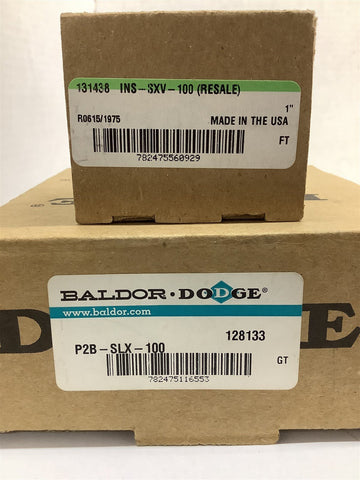 131438 INS-SXV-100 (RESALE)
1"
R0615/1975
MADE IN THE USA
FT
782475560929
BALDOR · DODGE®
www.baldor.com
128133
P2B-SLX-100
GT
782475116553